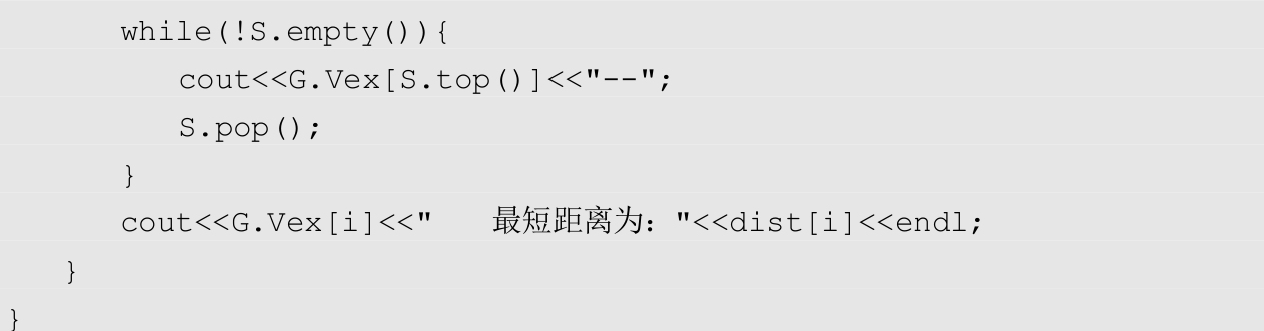 while(!S.empty()){
cout<<G.Vex[S.top()]<<"--";
S.pop();
}
cout<<G.Vex[i]<<"   最短距离为："<<dist[i]<<endl;
}
}